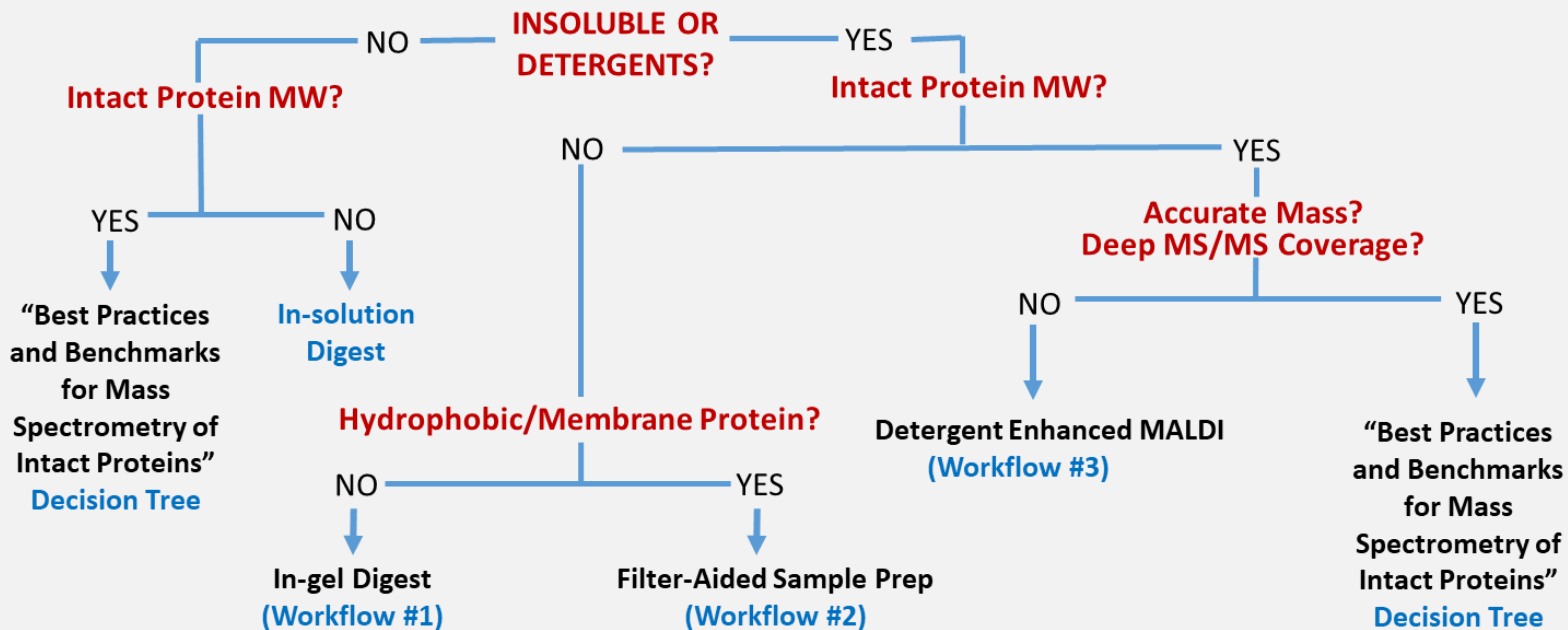 NO
INSOLUBLE OR
DETERGENTS?
YES
Intact Protein MW?
Intact Protein MW?
NO
YES
YES
NO
Accurate Mass?
Deep MS/MS Coverage?
“Best Practices
and Benchmarks
for Mass
Spectrometry of
Intact Proteins”
Decision Tree
In-solution
Digest
NO
YES
Hydrophobic/Membrane Protein?
Detergent Enhanced MALDI
(Workflow #3)
“Best Practices
and Benchmarks
for Mass
Spectrometry of
Intact Proteins”
Decision Tree
NO
YES
In-gel Digest
(Workflow #1)
Filter-Aided Sample Prep
(Workflow #2)